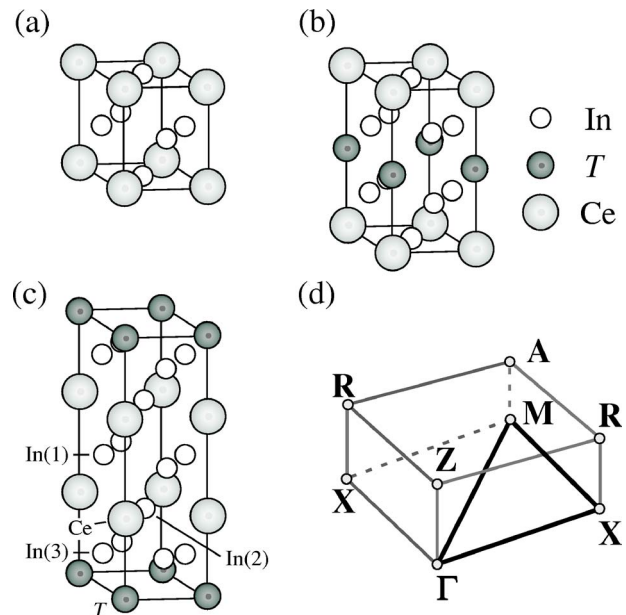 (a)
(b)
In
T
Ce
(c)
In(1)
Ce
In(3)
In(2)
T
(d)
A
R
M
R
Z
X
X
Γ